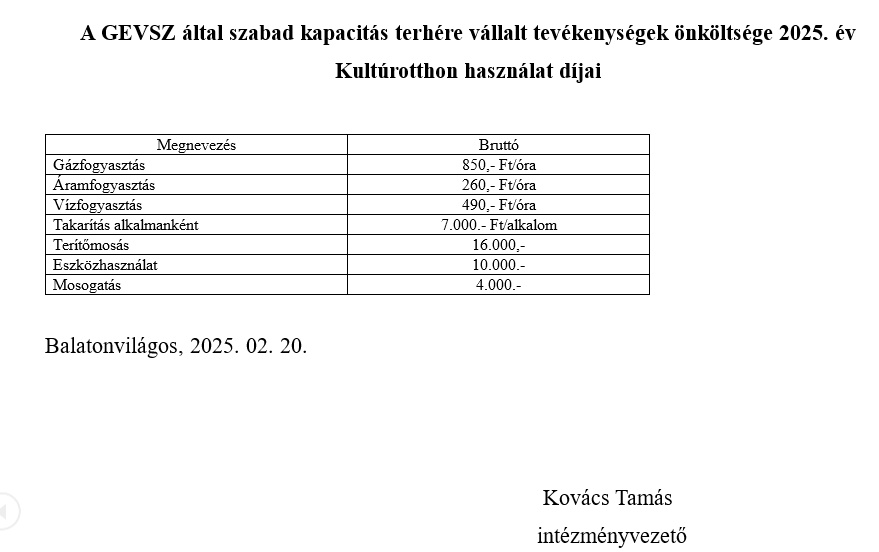 A GEVSZ által szabad kapacitás terhére vállalt tevékenységek önköltsége 2025. év
Kultúrotthon használat díjai
Megnevezés Bruttó
Gázfogyasztás 850,- Ft/óra
Áramfogyasztás 260,- Ft/óra
Vízfogyasztás 490,- Ft/óra
Takarítás alkalmanként 7.000.- Ft/alkalom
Terítőmosás 16.000,-
Eszközhasználat 10.000.-
Mosogatás 4.000.-
Balatonvilágos, 2025. 02. 20.
Kovács Tamás
intézményvezető